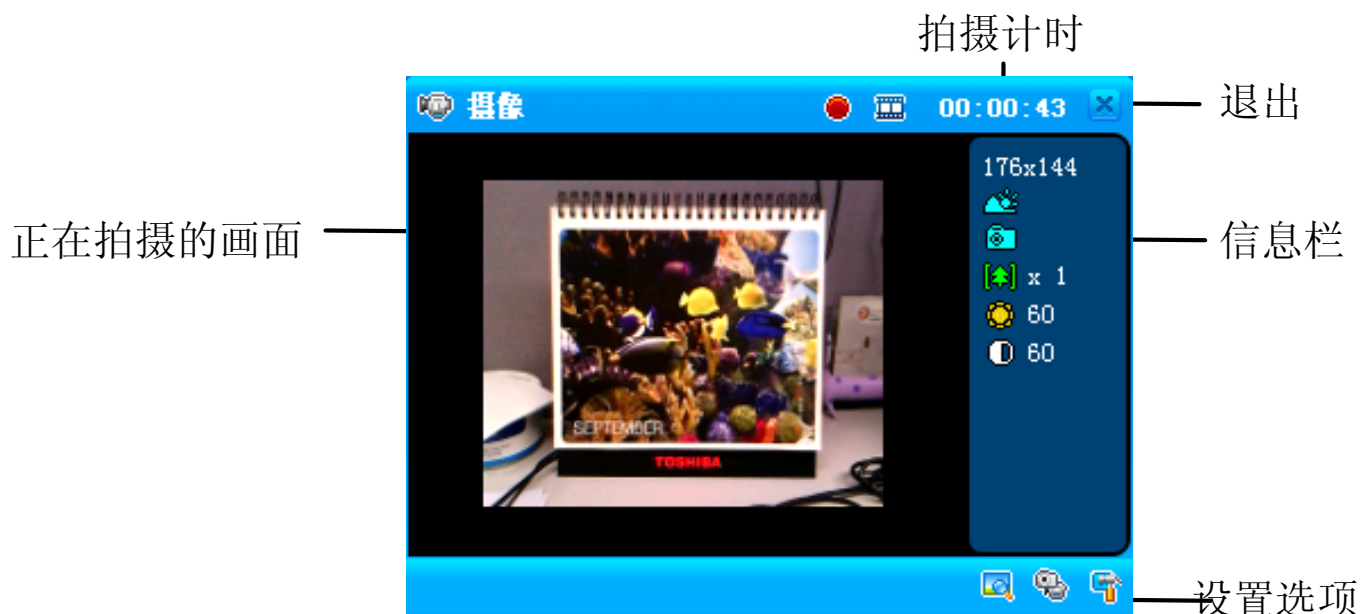 拍摄计时
摄像
00:00:43
退出
176x144
正在拍摄的画面
信息栏
x 1
60
60
SEPTEMBER
TOSHIBA
设置选项